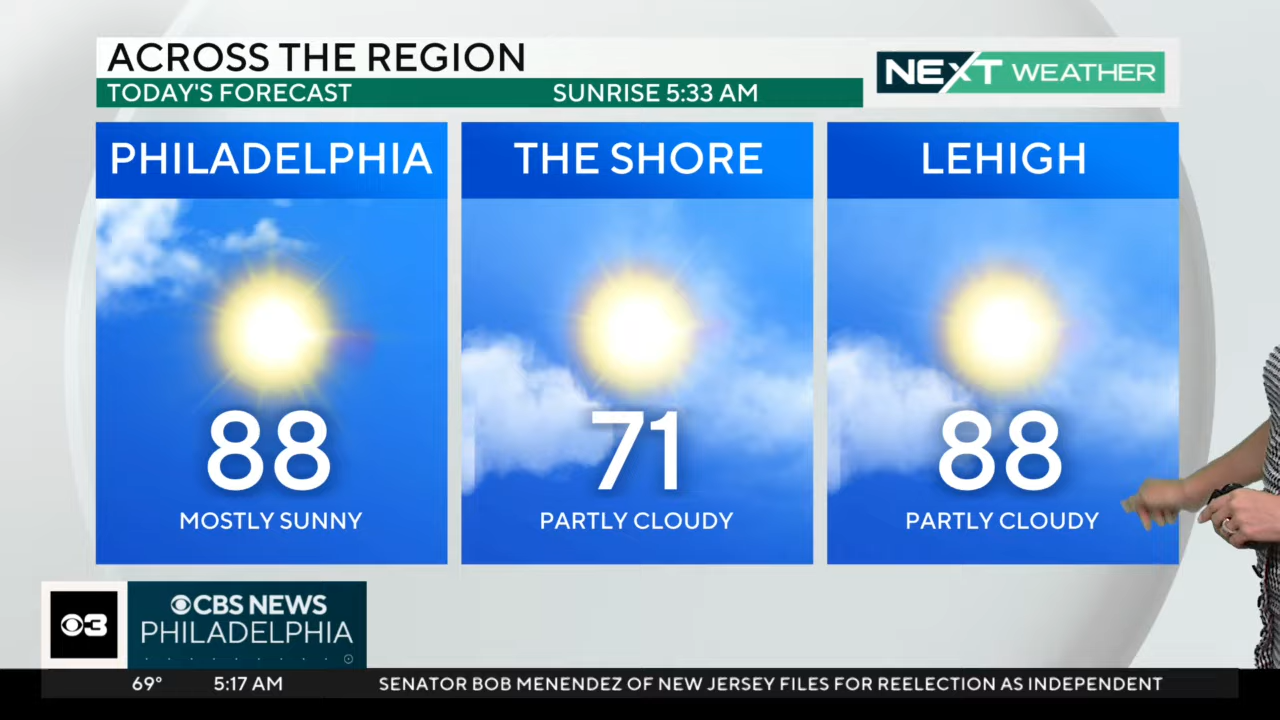 ACROSS THE REGION
TODAY'S FORECAST SUNRISE 5:33 AM
NEXT WEATHER
PHILADELPHIA
88
MOSTLY SUNNY
THE SHORE
71
PARTLY CLOUDY
LEHIGH
88
PARTLY CLOUDY
3
CBS NEWS
PHILADELPHIA
69° 5:17 AM SENATOR BOB MENENDEZ OF NEW JERSEY FILES FOR REELECTION AS INDEPENDENT